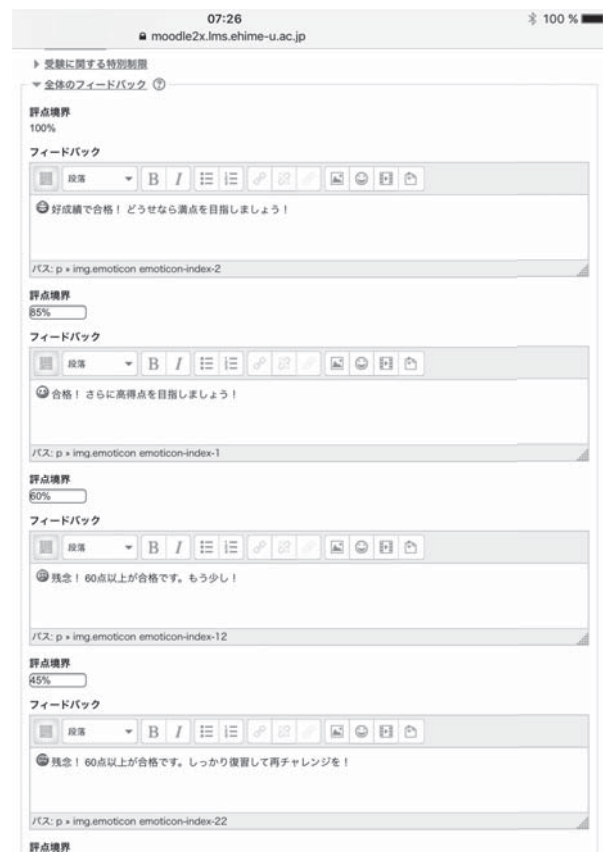 07:26
100 %
moodle2x.lms.ehime-u.ac.jp
受験に関する特別制限
全体のフィードバック
評点境界
100%
フィードバック
段落 B I
好成績で合格！ どうせなら満点を目指しましょう！
パス: p » img.emoticon emoticon-index-2
評点境界
85%
フィードバック
段落 B I
合格！ さらに高得点を目指しましょう！
パス: p » img.emoticon emoticon-index-1
評点境界
60%
フィードバック
段落 B I
残念！ 60点以上が合格です。もう少し！
パス: p » img.emoticon emoticon-index-12
評点境界
45%
フィードバック
段落 B I
残念！ 60点以上が合格です。しっかり復習して再チャレンジを！
パス: p » img.emoticon emoticon-index-22
評点境界